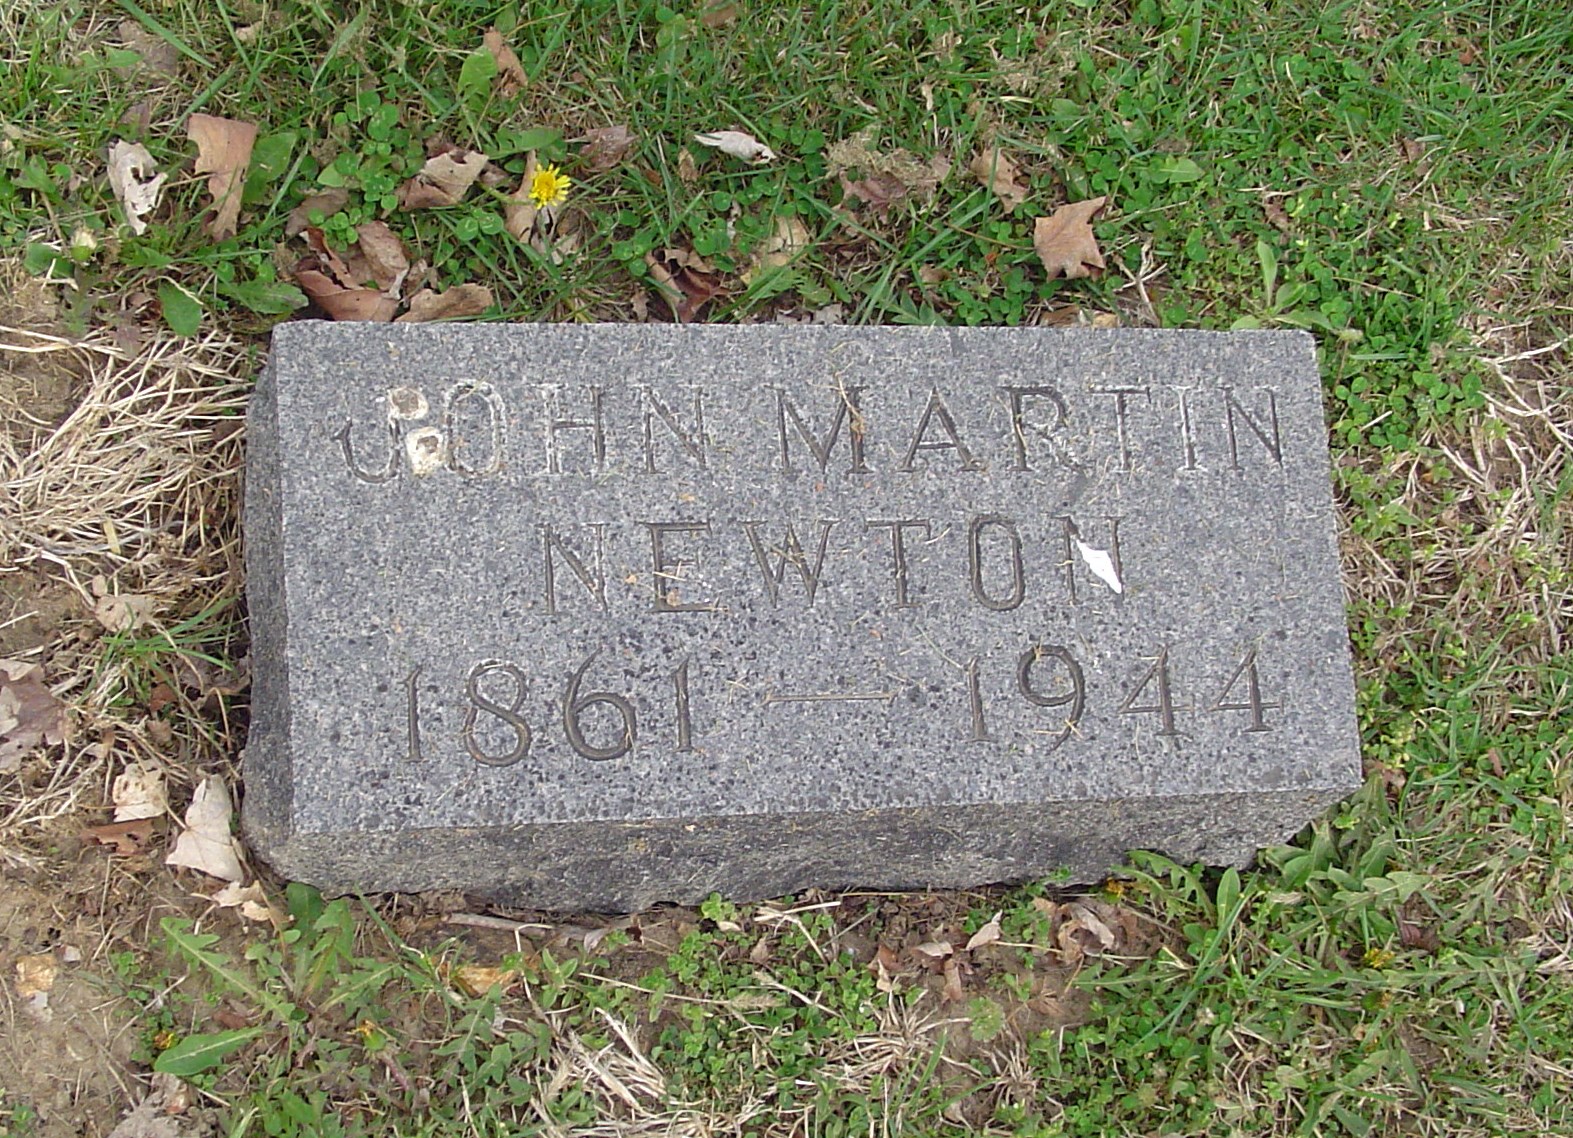 JOHN MARTIN
NEWTON
1861 — 1944